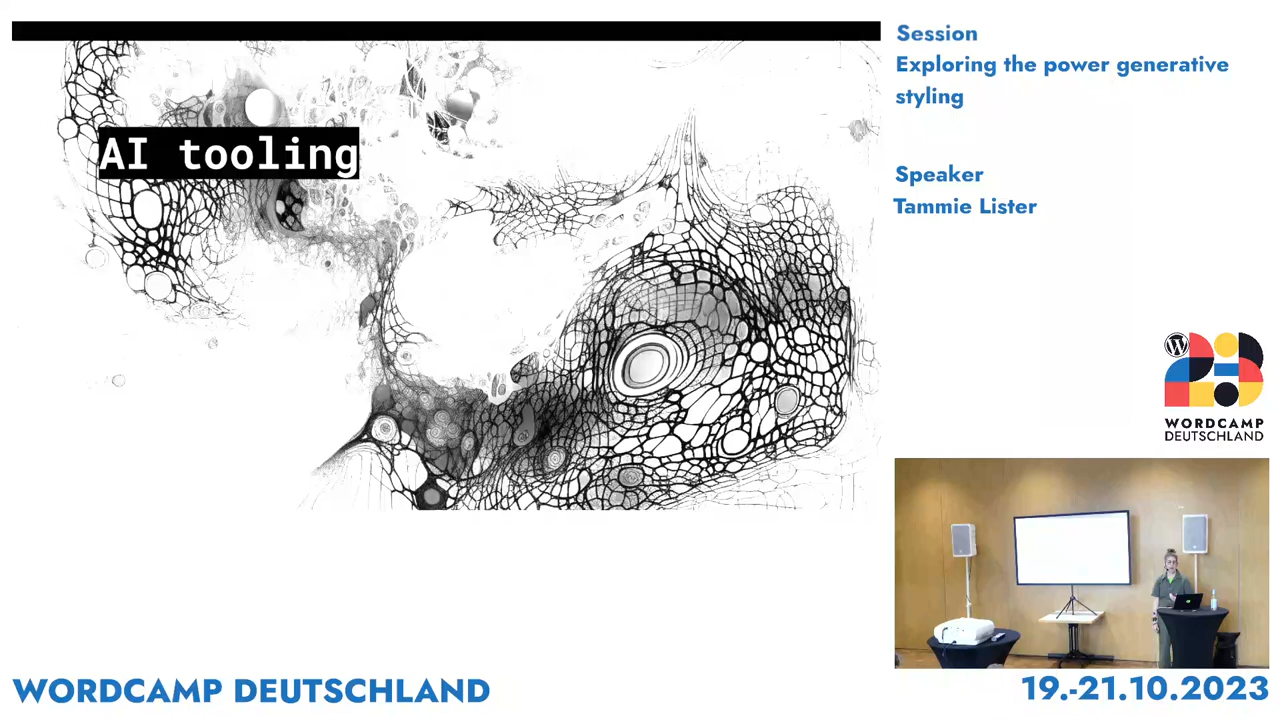 AI tooling
Session
Exploring the power generative
styling
Speaker
Tammie Lister
W
WORDCAMP
DEUTSCHLAND
WORDCAMP DEUTSCHLAND
19.-21.10.2023